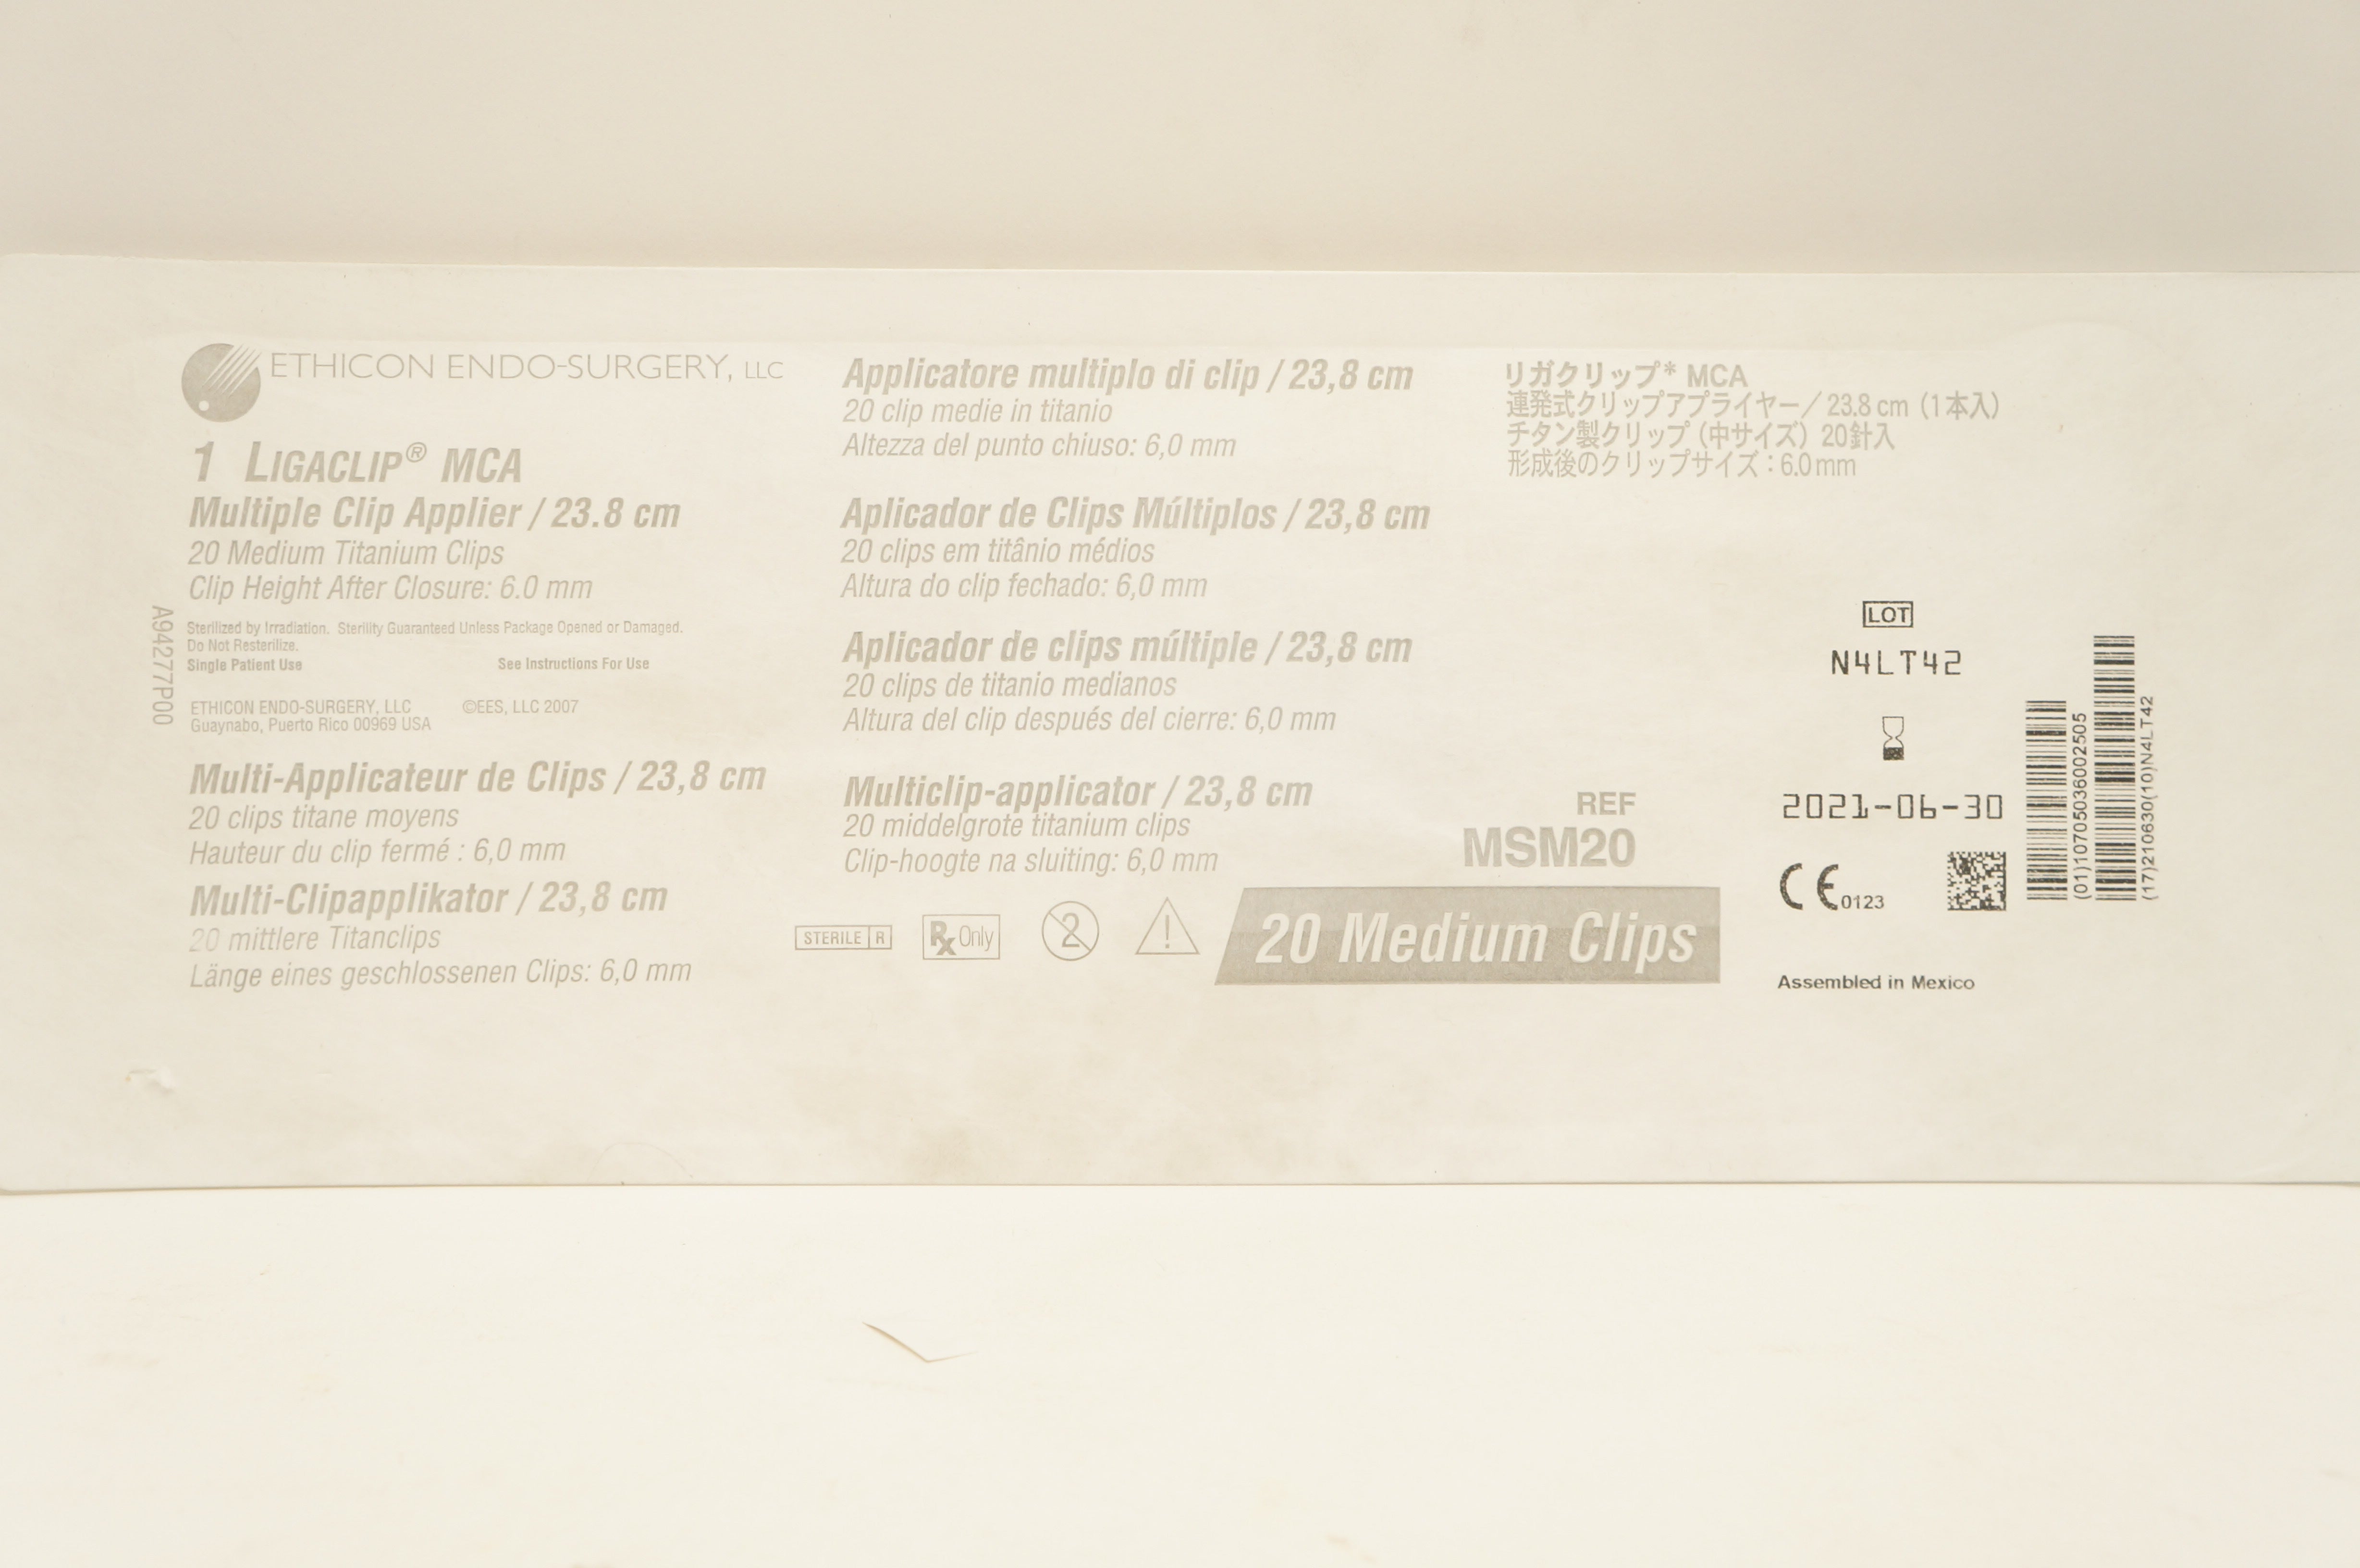 ETHICON ENDO-SURGERY, LLC
1 LIGACLIP® MCA
Multiple Clip Applier / 23.8 cm
20 Medium Titanium Clips
Clip Height After Closure: 6.0 mm
Sterilized by Irradiation. Sterility Guaranteed Unless Package Opened or Damaged.
Do Not Resterilize.
Single Patient Use See Instructions For Use
ETHICON ENDO-SURGERY, LLC ©EES, LLC 2007
Guaynabo, Puerto Rico 00969 USA
A94277P00
Multi-Applicateur de Clips / 23,8 cm
20 clips titane moyens
Hauteur du clip fermé : 6,0 mm
Multi-Clipapplikator / 23,8 cm
20 mittlere Titanclips
Länge eines geschlossenen Clips: 6,0 mm
Applicatore multiplo di clip / 23,8 cm
20 clip medie in titanio
Altezza del punto chiuso: 6,0 mm
Aplicador de Clips Múltiplos / 23,8 cm
20 clips em titânio médios
Altura do clip fechado: 6,0 mm
Aplicador de clips múltiple / 23,8 cm
20 clips de titanio medianos
Altura del clip después del cierre: 6,0 mm
Multiclip-applicator / 23,8 cm
20 middelgrote titanium clips
Clip-hoogte na sluiting: 6,0 mm
STERILE R
Rx Only
2
!
リガクリップ* MCA
連発式クリップアプライヤー／23.8 cm（1本入）
チタン製クリップ（中サイズ）20針入
形成後のクリップサイズ：6.0mm
REF
MSM20
20 Medium Clips
LOT
N4LT42
2021-06-30
CE 0123
Assembled in Mexico
(01)10705036002505
(17)210630(10)N4LT42